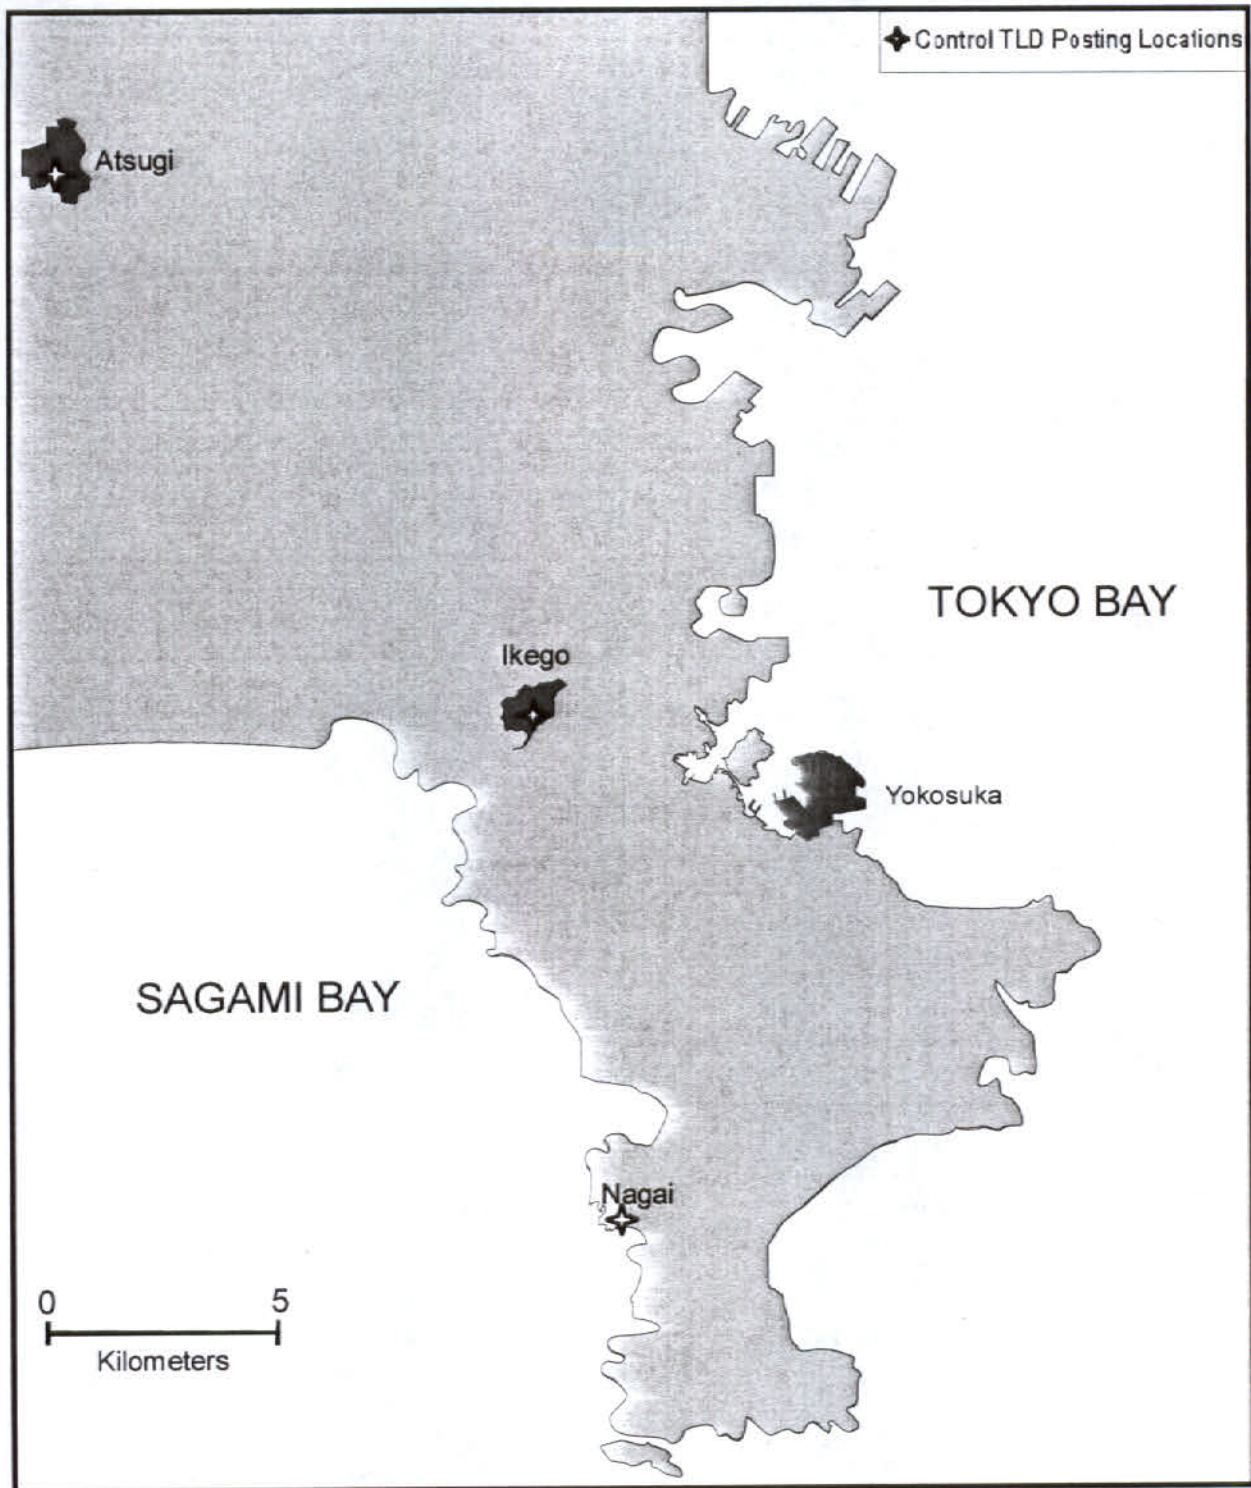 Control TLD Posting Locations
Atsugi
TOKYO BAY
Ikego
Yokosuka
SAGAMI BAY
Nagai
0 5
Kilometers